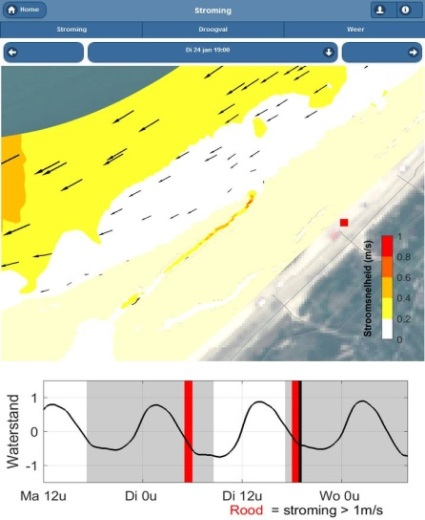 Home
Stroming
Stroming Droogval Weer
Di 24 jan 19:00
Stroomsnelheid (m/s)
1
0.8
0.6
0.4
0.2
0
Waterstand
1
0
-1
Ma 12u Di 0u Di 12u Wo 0u
Rood = stroming > 1m/s